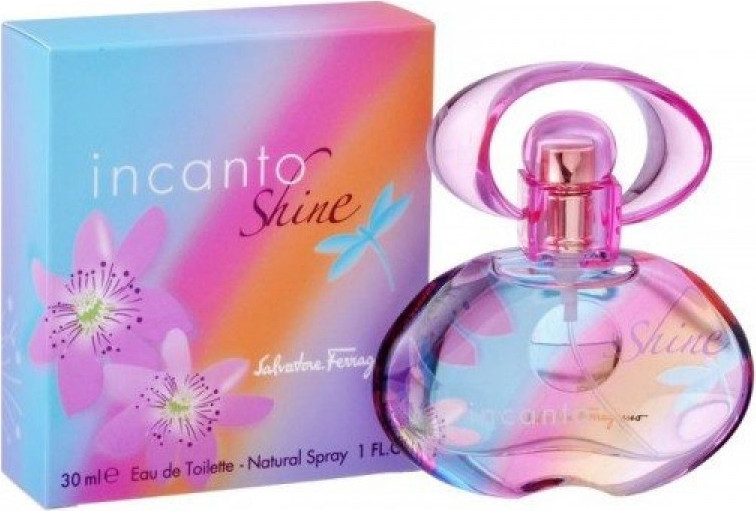 incanto
Shine
Salvatore Ferrag
30 ml e Eau de Toilette - Natural Spray 1 FL.O
Shine
incanto